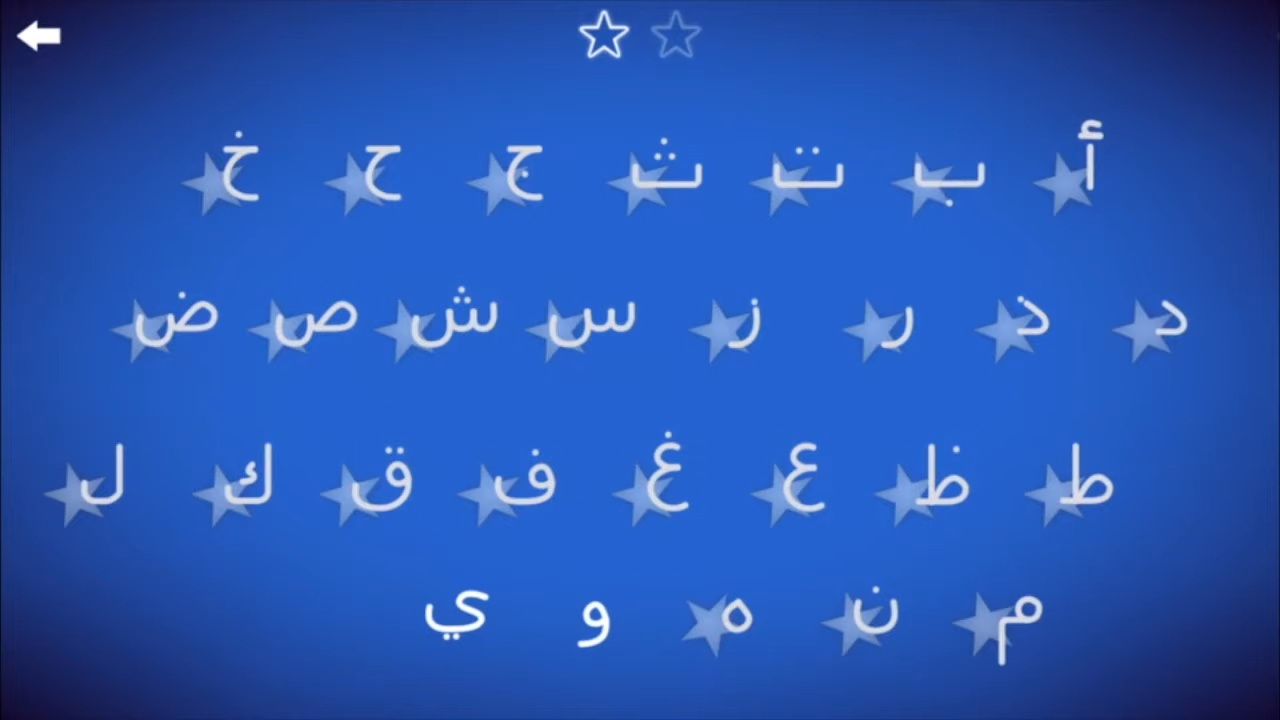 أ ب ت ث ج ح خ
د ذ ر ز س ش ص ض
ط ظ ع غ ف ق ك ل
م ن ه و ي